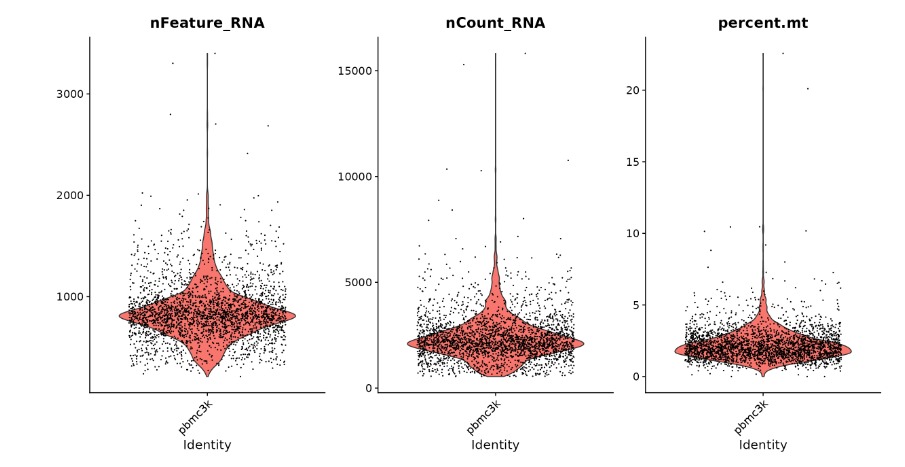 nFeature_RNA
3000
2000
1000
pbmc3k
Identity
nCount_RNA
15000
10000
5000
0
pbmc3k
Identity
percent.mt
20
15
10
5
0
pbmc3k
Identity